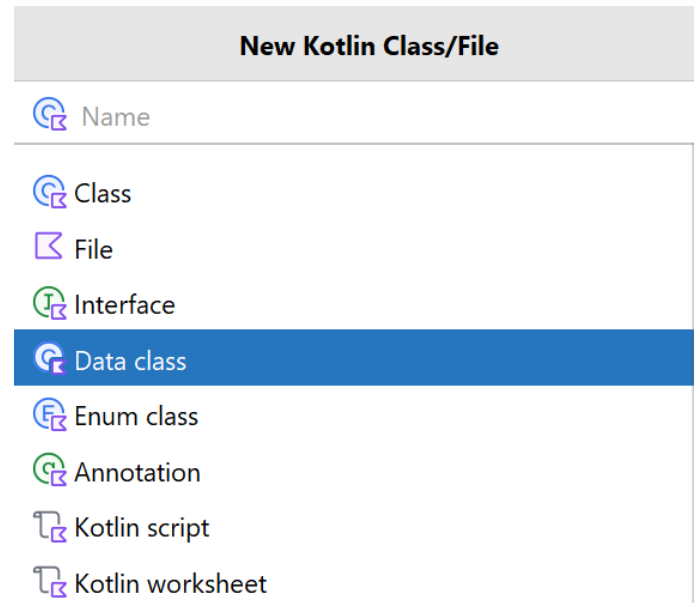 New Kotlin Class/File
Name
Class
File
Interface
Data class
Enum class
Annotation
Kotlin script
Kotlin worksheet